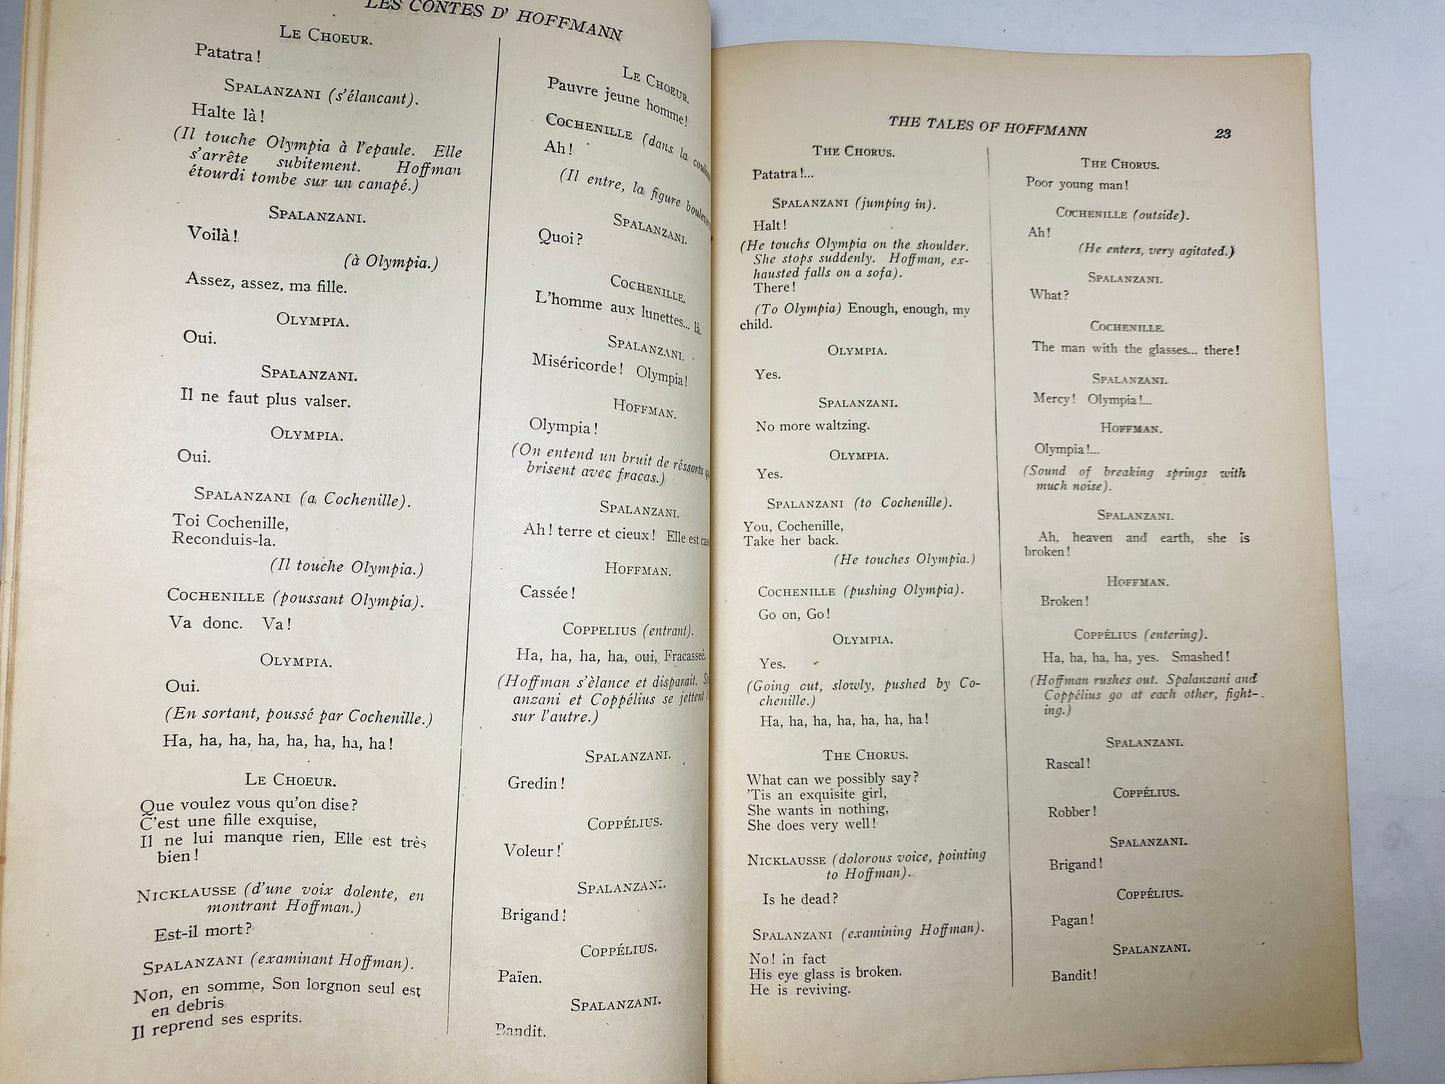 LES CONTES D' HOFFMANN
LE CHOEUR.
Patatra!
SPALANZANI (s'élancant).
Halte là!
(Il touche Olympia à l'epaule. Elle
s'arrête subitement. Hoffman
étourdi tombe sur un canapé.)
SPALANZANI.
Voilà!
(à Olympia.)
Assez, assez, ma fille.
OLYMPIA.
Oui.
SPALANZANI.
Il ne faut plus valser.
OLYMPIA.
Oui.
SPALANZANI (a Cochenille).
Toi Cochenille,
Reconduis-la.
(Il touche Olympia.)
COCHENILLE (poussant Olympia).
Va donc. Va!
OLYMPIA.
Oui.
(En sortant, poussé par Cochenille.)
Ha, ha, ha, ha, ha, ha, ha, ha!
LE CHOEUR.
Que voulez vous qu'on dise?
C'est une fille exquise,
Il ne lui manque rien, Elle est très
bien!
NICKLAUSSE (d'une voix dolente, en
montrant Hoffman.)
Est-il mort?
SPALANZANI (examinant Hoffman).
Non, en somme, Son lorgnon seul est
en debris
Il reprend ses esprits.
LE CHOEUR.
Pauvre jeune homme!
COCHENILLE (dans la
Ah!
(Il entre, la figure
SPALANZANI.
Quoi?
COCHENILLE.
L'homme aux lunettes... là.
SPALANZANI.
Miséricorde! Olympia!
HOFFMAN.
Olympia!
(On entend un bruit de réssorts
brisent avec fracas.)
SPALANZANI.
Ah! terre et cieux! Elle est
HOFFMAN.
Cassée!
COPPELIUS (entrant).
Ha, ha, ha, ha, oui, Fracasseé.
(Hoffman s'èlance et disparait.
anzani et Coppélius se jettent
sur l'autre.)
SPALANZANI.
Gredin!
COPPÉLIUS.
Voleur!
SPALANZANI.
Brigand!
COPPÉLIUS.
Païen.
SPALANZANI.
Bandit.
THE TALES OF HOFFMANN
23
THE CHORUS.
Patatra!...
SPALANZANI (jumping in).
Halt!
(He touchs Olympia on the shoulder.
She stops suddenly. Hoffman, ex-
hausted falls on a sofa).
There!
(To Olympia) Enough, enough, my
child.
OLYMPIA.
Yes.
SPALANZANI.
No more waltzing.
OLYMPIA.
Yes.
SPALANZANI (to Cochenille).
You, Cochenille,
Take her back.
(He touches Olympia.)
COCHENILLE (pushing Olympia).
Go on, Go!
OLYMPIA.
Yes.
(Going cut, slowly, pushed by Co-
chenille.)
Ha, ha, ha, ha, ha, ha, ha!
THE CHORUS.
What can we possibly say?
'Tis an exquisite girl,
She wants in nothing,
She does very well!
NICKLAUSSE (dolorous voice, pointing
to Hoffman).
Is he dead?
SPALANZANI (examining Hoffman).
No! in fact
His eye glass is broken.
He is reviving.
THE CHORUS.
Poor young man!
COCHENILLE (outside).
Ah!
(He enters, very agitated.)
SPALANZANI.
What?
COCHENILLE.
The man with the glasses... there!
SPALANZANI.
Mercy! Olympia!...
HOFFMAN.
Olympia!...
(Sound of breaking springs with
much noise).
SPALANZANI.
Ah, heaven and earth, she is
broken!
HOFFMAN.
Broken!
COPPÉLIUS (entering).
Ha, ha, ha, ha, yes. Smashed!
(Hoffman rushes out. Spalanzani and
Coppélius go at each other, fight-
ing.)
SPALANZANI.
Rascal!
COPPÉLIUS.
Robber!
SPALANZANI.
Brigand!
COPPÉLIUS.
Pagan!
SPALANZANI.
Bandit!